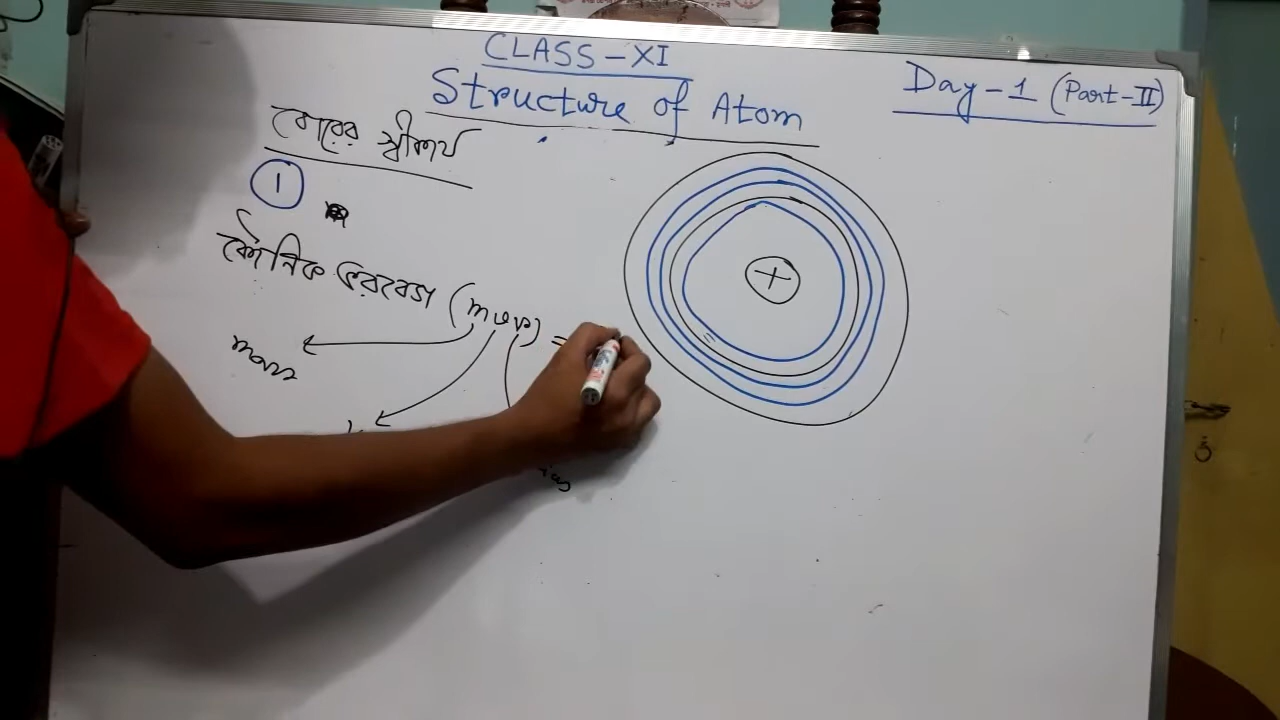 CLASS-XI
Structure of Atom
Day-1 (Part-II)
বোরের স্বীকার্য
1
কৌনিক ভরবেগ (mvr) =
mass
+